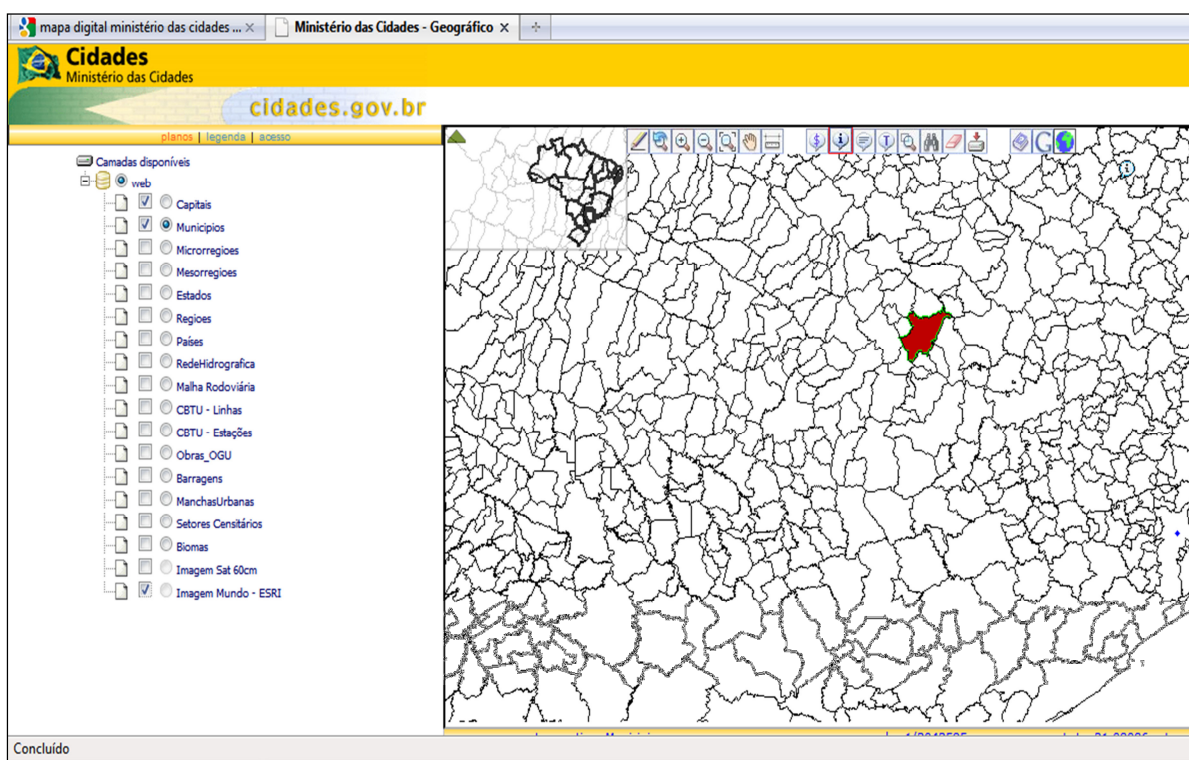 mapa digital ministério das cidades ... ×
Ministério das Cidades - Geográfico ×
Cidades
Ministério das Cidades
cidades.gov.br
planos | legenda | acesso
Camadas disponíveis
web
Capitais
Municipios
Microrregioes
Mesorregioes
Estados
Regioes
Países
RedeHidrografica
Malha Rodoviária
CBTU - Linhas
CBTU - Estações
Obras_OGU
Barragens
ManchasUrbanas
Setores Censitários
Biomas
Imagem Sat 60cm
Imagem Mundo - ESRI
Concluído